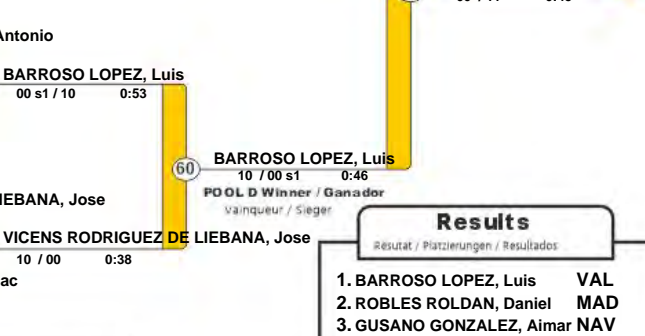 Antonio
BARROSO LOPEZ, Luis
00 s1 / 10 0:53
60
BARROSO LOPEZ, Luis
10 / 00 s1 0:46
POOL D Winner / Ganador
Vainqueur / Sieger
IEBANA, Jose
VICENS RODRIGUEZ DE LIEBANA, Jose
10 / 00 0:38
ac
Results
Résutat / Platzierungen / Resultados
1. BARROSO LOPEZ, Luis VAL
2. ROBLES ROLDAN, Daniel MAD
3. GUSANO GONZALEZ, Aimar NAV